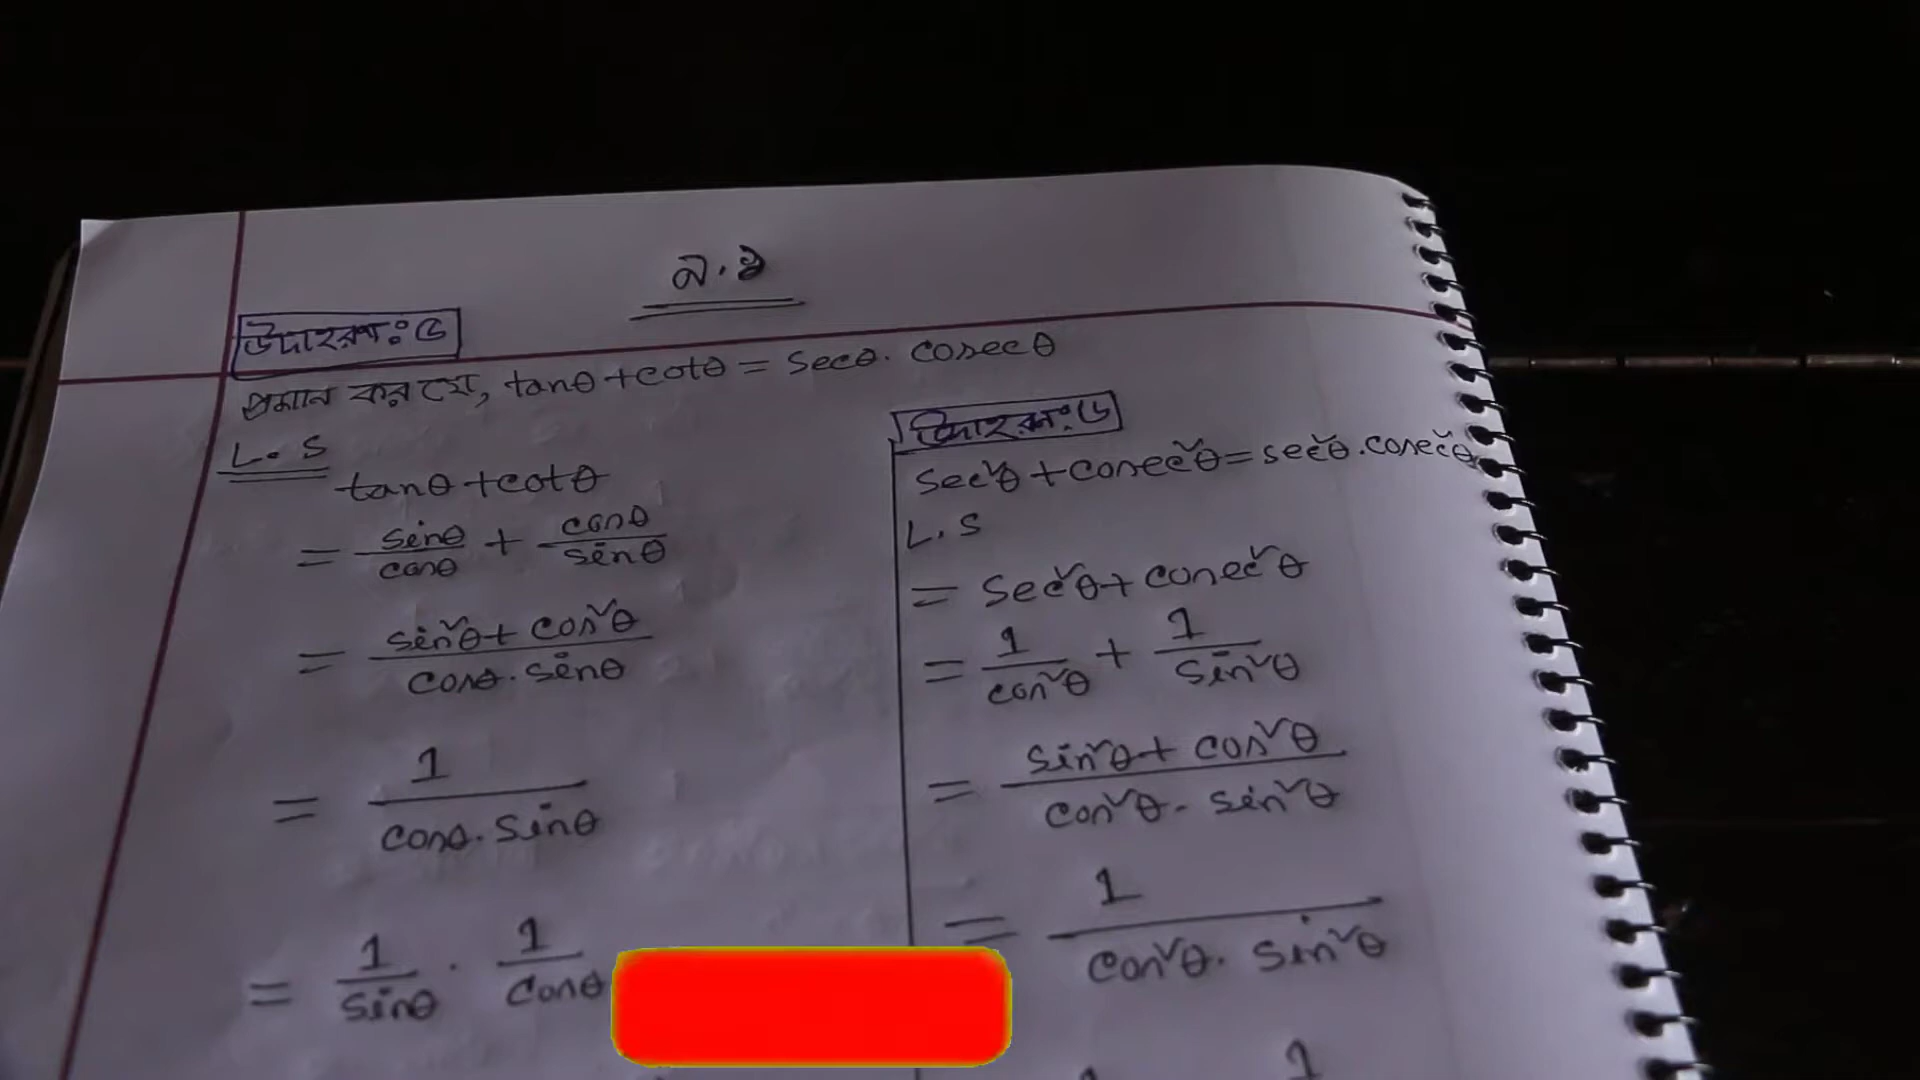 ৯.১
উদাহরণ: ৫
প্রমান কর যে, tanθ + cotθ = secθ . cosecθ
L. S
tanθ + cotθ
= sinθ/cosθ + cosθ/sinθ
= sin²θ + cos²θ / cosθ . sinθ
= 1 / cosθ . sinθ
= 1/sinθ . 1/cosθ
উদাহরণ: ৬
sec²θ + cosec²θ = sec²θ . cosec²θ
L. S
= sec²θ + cosec²θ
= 1/cos²θ + 1/sin²θ
= sin²θ + cos²θ / cos²θ . sin²θ
= 1 / cos²θ . sin²θ